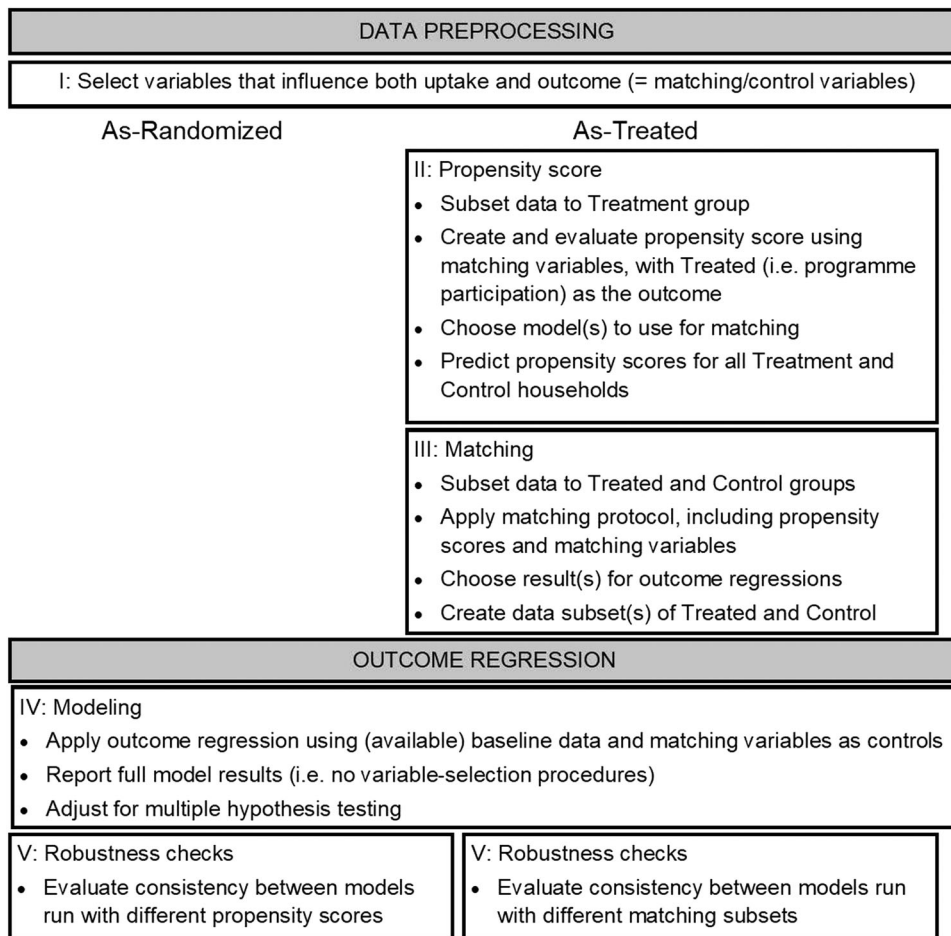 DATA PREPROCESSING
I: Select variables that influence both uptake and outcome (= matching/control variables)
As-Randomized
As-Treated
II: Propensity score
• Subset data to Treatment group
• Create and evaluate propensity score using
matching variables, with Treated (i.e. programme
participation) as the outcome
• Choose model(s) to use for matching
• Predict propensity scores for all Treatment and
Control households
III: Matching
• Subset data to Treated and Control groups
• Apply matching protocol, including propensity
scores and matching variables
• Choose result(s) for outcome regressions
• Create data subset(s) of Treated and Control
OUTCOME REGRESSION
IV: Modeling
• Apply outcome regression using (available) baseline data and matching variables as controls
• Report full model results (i.e. no variable-selection procedures)
• Adjust for multiple hypothesis testing
V: Robustness checks
• Evaluate consistency between models
run with different propensity scores
V: Robustness checks
• Evaluate consistency between models run
with different matching subsets